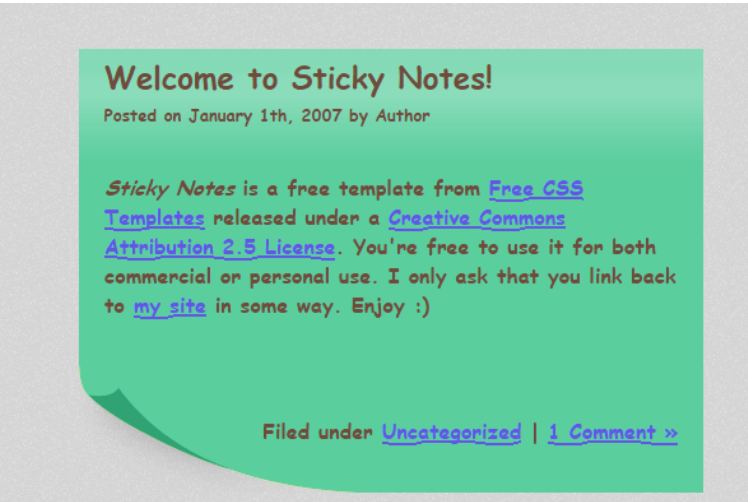 Welcome to Sticky Notes!
Posted on January 1th, 2007 by Author
Sticky Notes is a free template from Free CSS
Templates released under a Creative Commons
Attribution 2.5 License. You're free to use it for both
commercial or personal use. I only ask that you link back
to my site in some way. Enjoy :)
Filed under Uncategorized | 1 Comment »